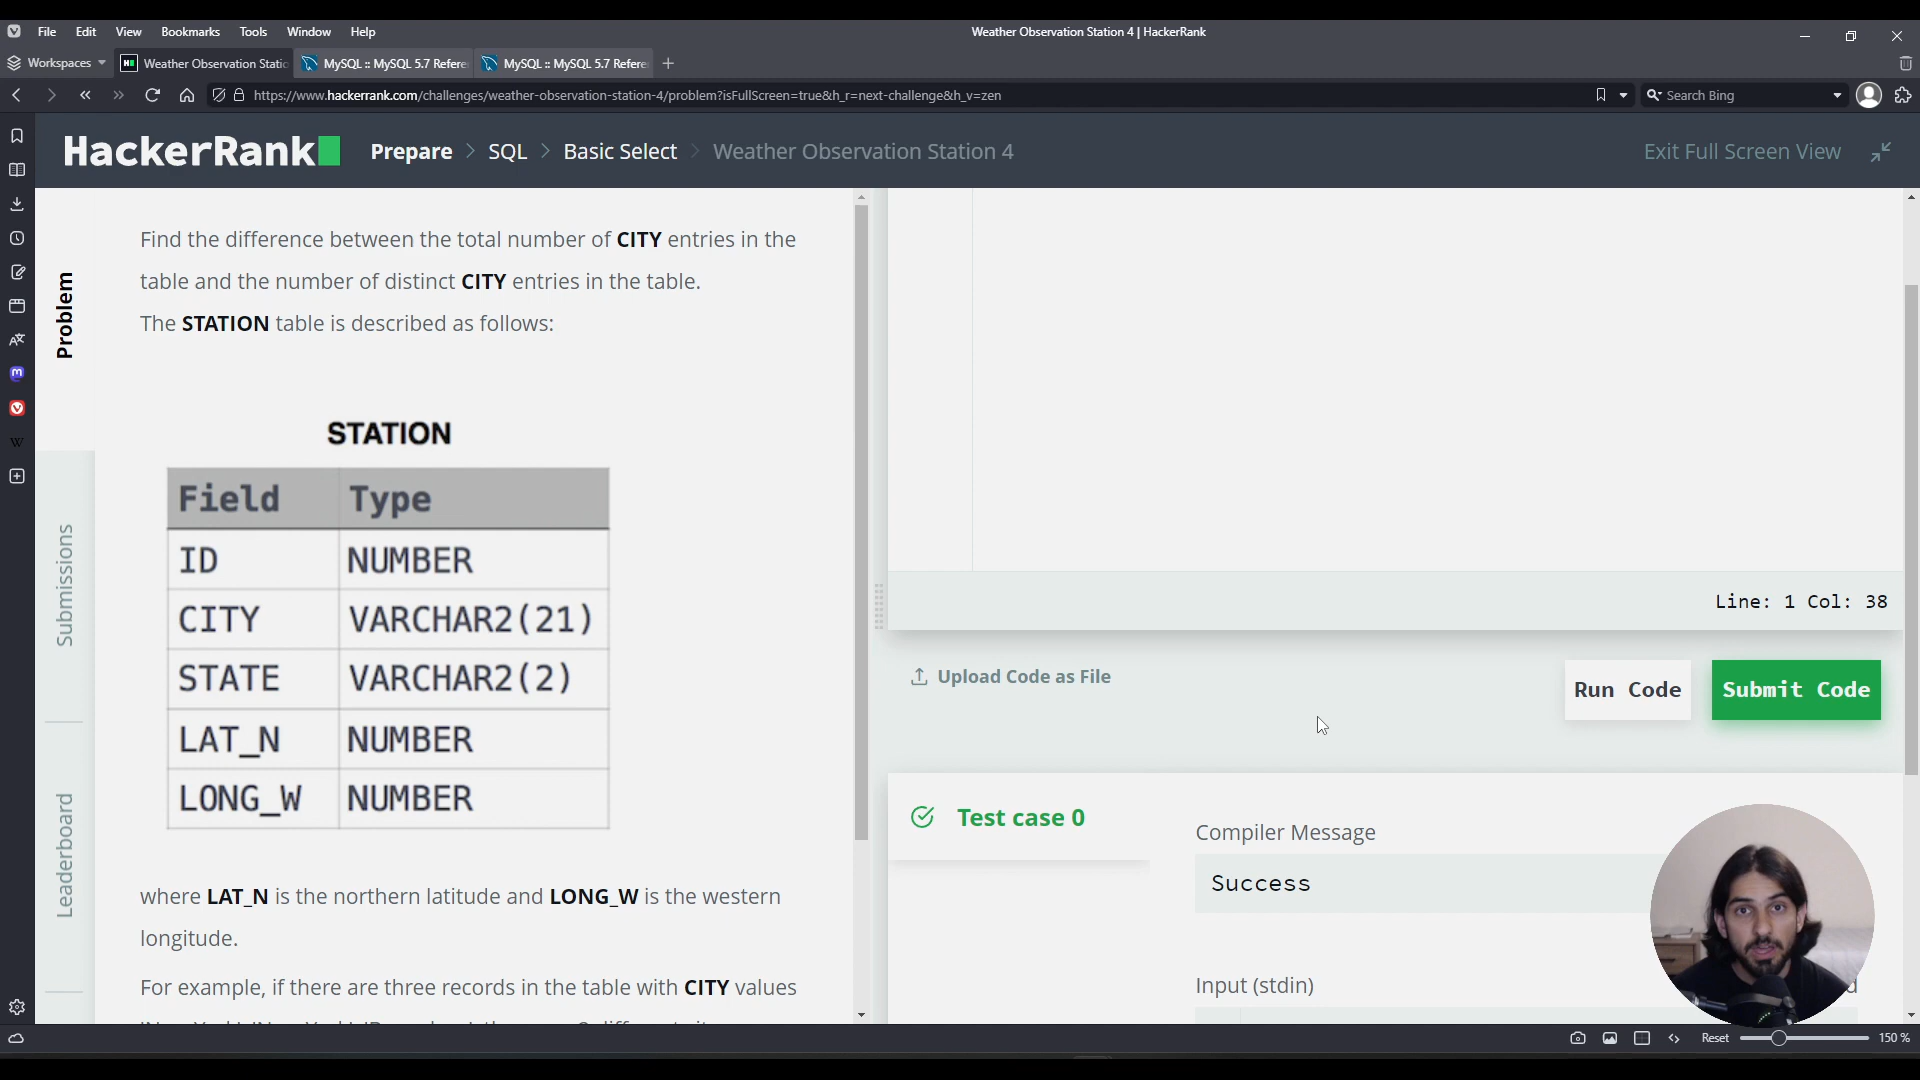 File Edit View Bookmarks Tools Window Help
Weather Observation Station 4 | HackerRank
Workspaces
Weather Observation Static
MySQL :: MySQL 5.7 Refere
MySQL :: MySQL 5.7 Refere
https://www.hackerrank.com/challenges/weather-observation-station-4/problem?isFullScreen=true&h_r=next-challenge&h_v=zen
Search Bing
HackerRank
Prepare > SQL > Basic Select > Weather Observation Station 4
Exit Full Screen View
Problem
Submissions
Leaderboard
Find the difference between the total number of CITY entries in the
table and the number of distinct CITY entries in the table.
The STATION table is described as follows:
STATION
Field Type
ID NUMBER
CITY VARCHAR2(21)
STATE VARCHAR2(2)
LAT_N NUMBER
LONG_W NUMBER
where LAT_N is the northern latitude and LONG_W is the western
longitude.
For example, if there are three records in the table with CITY values
Line: 1 Col: 38
Upload Code as File
Run Code
Submit Code
Test case 0
Compiler Message
Success
Input (stdin)
Reset
150 %